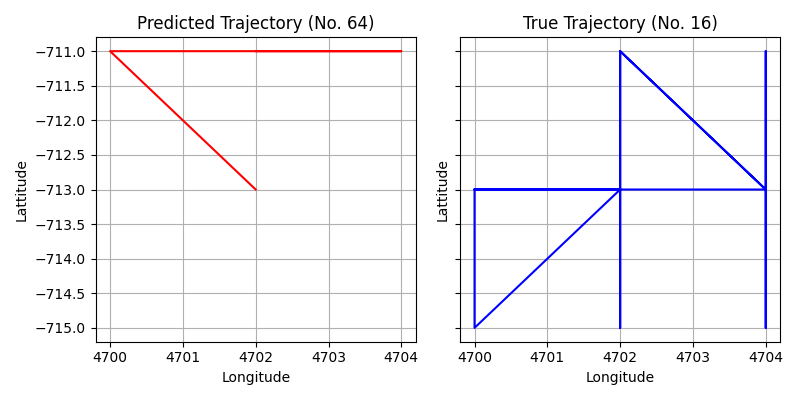 Predicted Trajectory (No. 64)
True Trajectory (No. 16)
Lattitude
−711.0
−711.5
−712.0
−712.5
−713.0
−713.5
−714.0
−714.5
−715.0
4700 4701 4702 4703 4704
Longitude
Lattitude
4700 4701 4702 4703 4704
Longitude